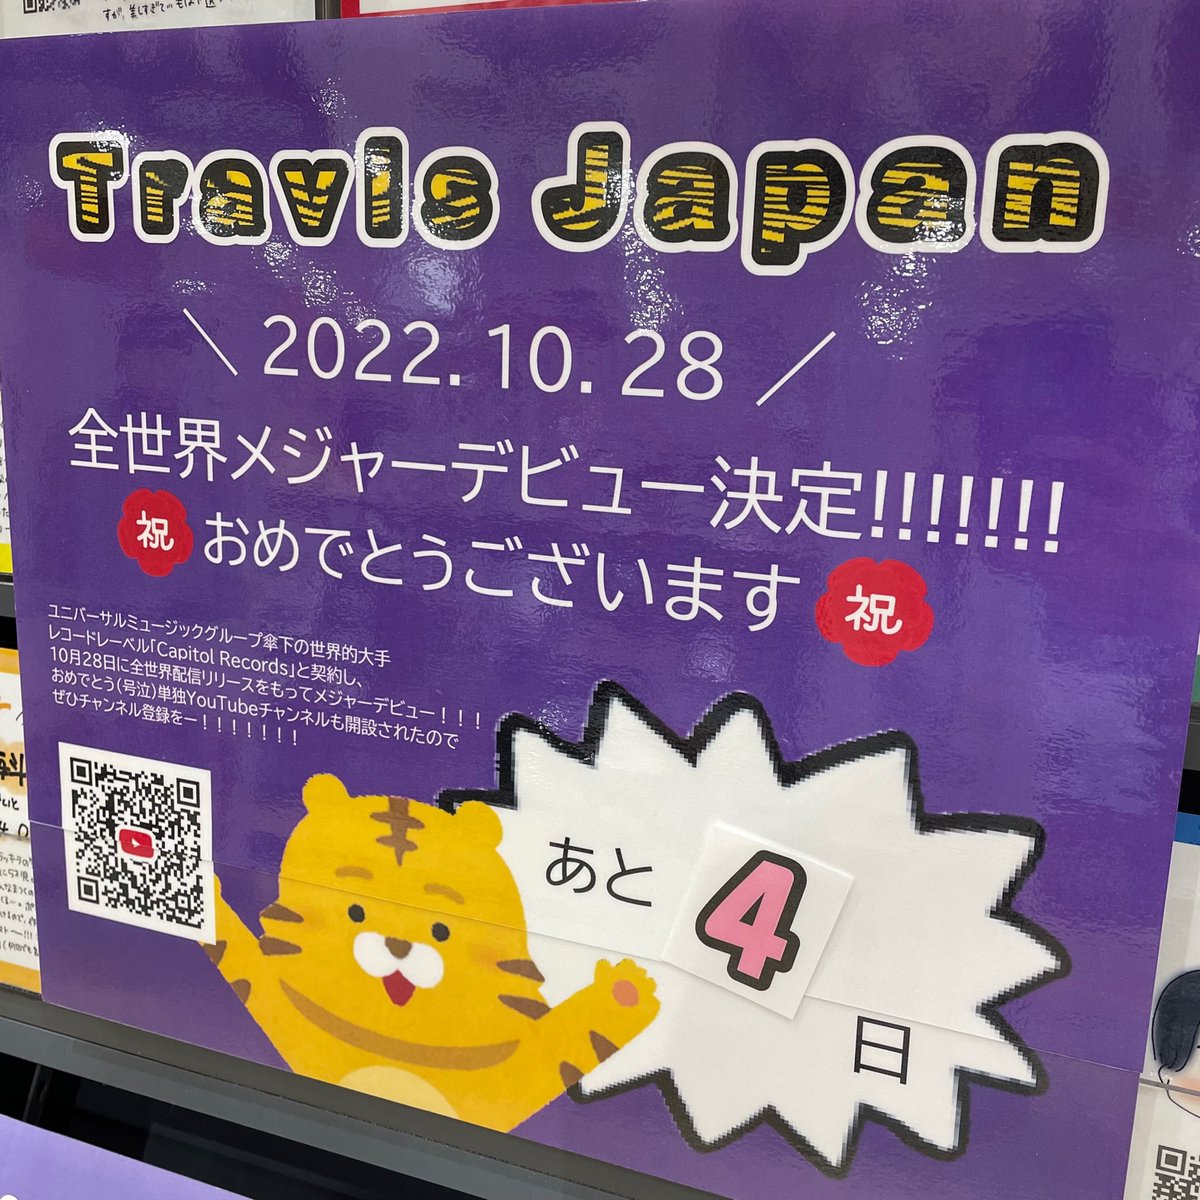 Travis Japan
\ 2022.10.28 /
全世界メジャーデビュー決定!!!!!!!
祝 おめでとうございます 祝
ユニバーサルミュージックグループ傘下の世界的大手
レコードレーベル「Capitol Records」と契約し、
10月28日に全世界配信リリースをもってメジャーデビュー！！！
おめでとう(号泣)単独YouTubeチャンネルも開設されたので
ぜひチャンネル登録をー！！！！！！！
あと
4
日